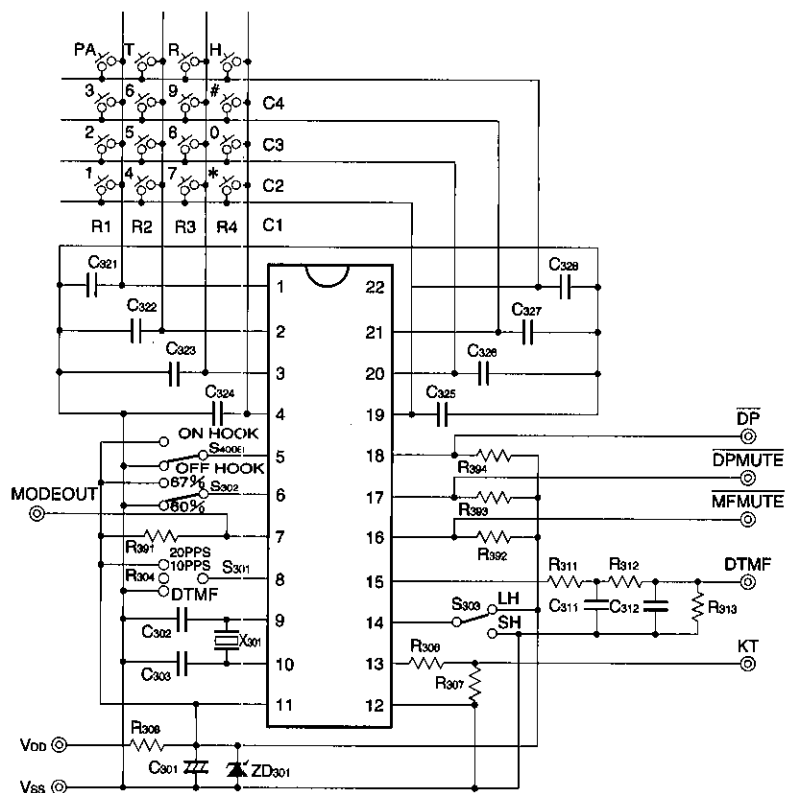 PA T R H
3 6 9 # C4
2 5 8 0 C3
1 4 7 * C2
R1 R2 R3 R4 C1
C321 C328
1 22
C322 C327
2 21
C323 C326
3 20
C324 C325
4 19
ON HOOK DP
5 18
OFF HOOK R394
67% S302 DPMUTE
MODEOUT 6 17
60% R393 MFMUTE
7 16
R391 R392
20PPS
10PPS S301 R311 R312 DTMF
R304 8 15
DTMF S303 LH C311 C312 R313
9 14
C302 X301 SH
R306 KT
10 13
C303 R307
11 12
R308
VDD
C301 ZD301
VSS